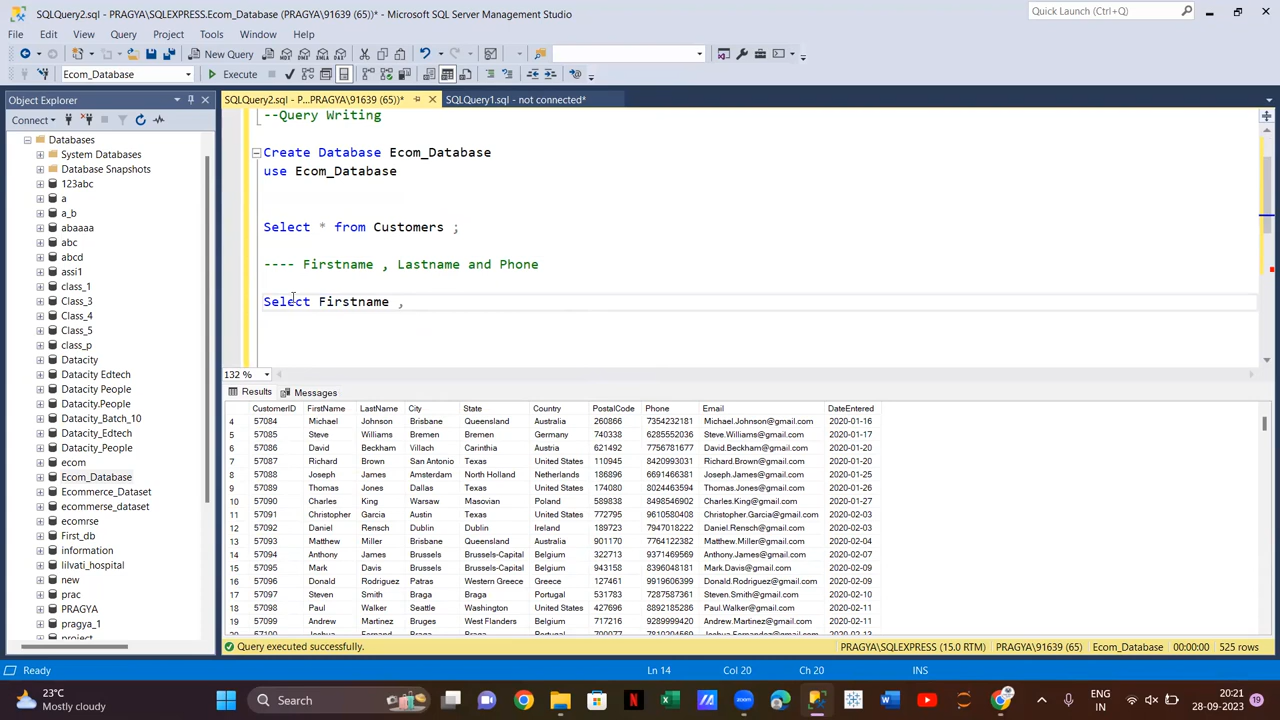 SQLQuery2.sql - PRAGYA\SQLEXPRESS.Ecom_Database (PRAGYA\91639 (65))* - Microsoft SQL Server Management Studio
Quick Launch (Ctrl+Q)
File Edit View Query Project Tools Window Help
New Query MDX DMX XMLA DAX
Ecom_Database Execute
Object Explorer
SQLQuery2.sql - P...PRAGYA\91639 (65))* SQLQuery1.sql - not connected*
Connect
Databases
System Databases
Database Snapshots
123abc
a
a_b
abaaaa
abc
abcd
assi1
class_1
Class_3
Class_4
Class_5
class_p
Datacity
Datacity Edtech
Datacity People
Datacity.People
Datacity_Batch_10
Datacity_Edtech
Datacity_People
ecom
Ecom_Database
Ecommerce_Dataset
ecommerse_dataset
ecomrse
First_db
information
lilvati_hospital
new
prac
PRAGYA
pragya_1
project
--Query Writing
Create Database Ecom_Database
use Ecom_Database
Select * from Customers ;
---- Firstname , Lastname and Phone
Select Firstname ,
132 %
Results Messages
CustomerID FirstName LastName City State Country PostalCode Phone Email DateEntered
4 57084 Michael Johnson Brisbane Queensland Australia 260866 7354232181 Michael.Johnson@gmail.com 2020-01-16
5 57085 Steve Williams Bremen Bremen Germany 740338 6285552036 Steve.Williams@gmail.com 2020-01-17
6 57086 David Beckham Villach Carinthia Austria 621492 7756781677 David.Beckham@gmail.com 2020-01-20
7 57087 Richard Brown San Antonio Texas United States 110945 8420993031 Richard.Brown@gmail.com 2020-01-20
8 57088 Joseph James Amsterdam North Holland Netherlands 186896 6691466381 Joseph.James@gmail.com 2020-01-25
9 57089 Thomas Jones Dallas Texas United States 174080 8024463594 Thomas.Jones@gmail.com 2020-01-26
10 57090 Charles King Warsaw Masovian Poland 589838 8498546902 Charles.King@gmail.com 2020-01-27
11 57091 Christopher Garcia Austin Texas United States 772795 9610580408 Christopher.Garcia@gmail.com 2020-02-03
12 57092 Daniel Rensch Dublin Dublin Ireland 189723 7947018222 Daniel.Rensch@gmail.com 2020-02-03
13 57093 Matthew Miller Brisbane Queensland Australia 901170 7764122382 Matthew.Miller@gmail.com 2020-02-04
14 57094 Anthony James Brussels Brussels-Capital Belgium 322713 9371469569 Anthony.James@gmail.com 2020-02-07
15 57095 Mark Davis Brussels Brussels-Capital Belgium 943158 8396048181 Mark.Davis@gmail.com 2020-02-09
16 57096 Donald Rodriguez Patras Western Greece Greece 127461 9919606399 Donald.Rodriguez@gmail.com 2020-02-09
17 57097 Steven Smith Braga Braga Portugal 531783 7287587361 Steven.Smith@gmail.com 2020-02-10
18 57098 Paul Walker Seattle Washington United States 427696 8892185286 Paul.Walker@gmail.com 2020-02-11
19 57099 Andrew Martinez Bruges West Flanders Belgium 717216 9289999420 Andrew.Martinez@gmail.com 2020-02-11
Query executed successfully. PRAGYA\SQLEXPRESS (15.0 RTM) PRAGYA\91639 (65) Ecom_Database 00:00:00 525 rows
Ready Ln 14 Col 20 Ch 20 INS
23°C
Mostly cloudy
Search
zoom
ENG
IN
20:21
28-09-2023
19